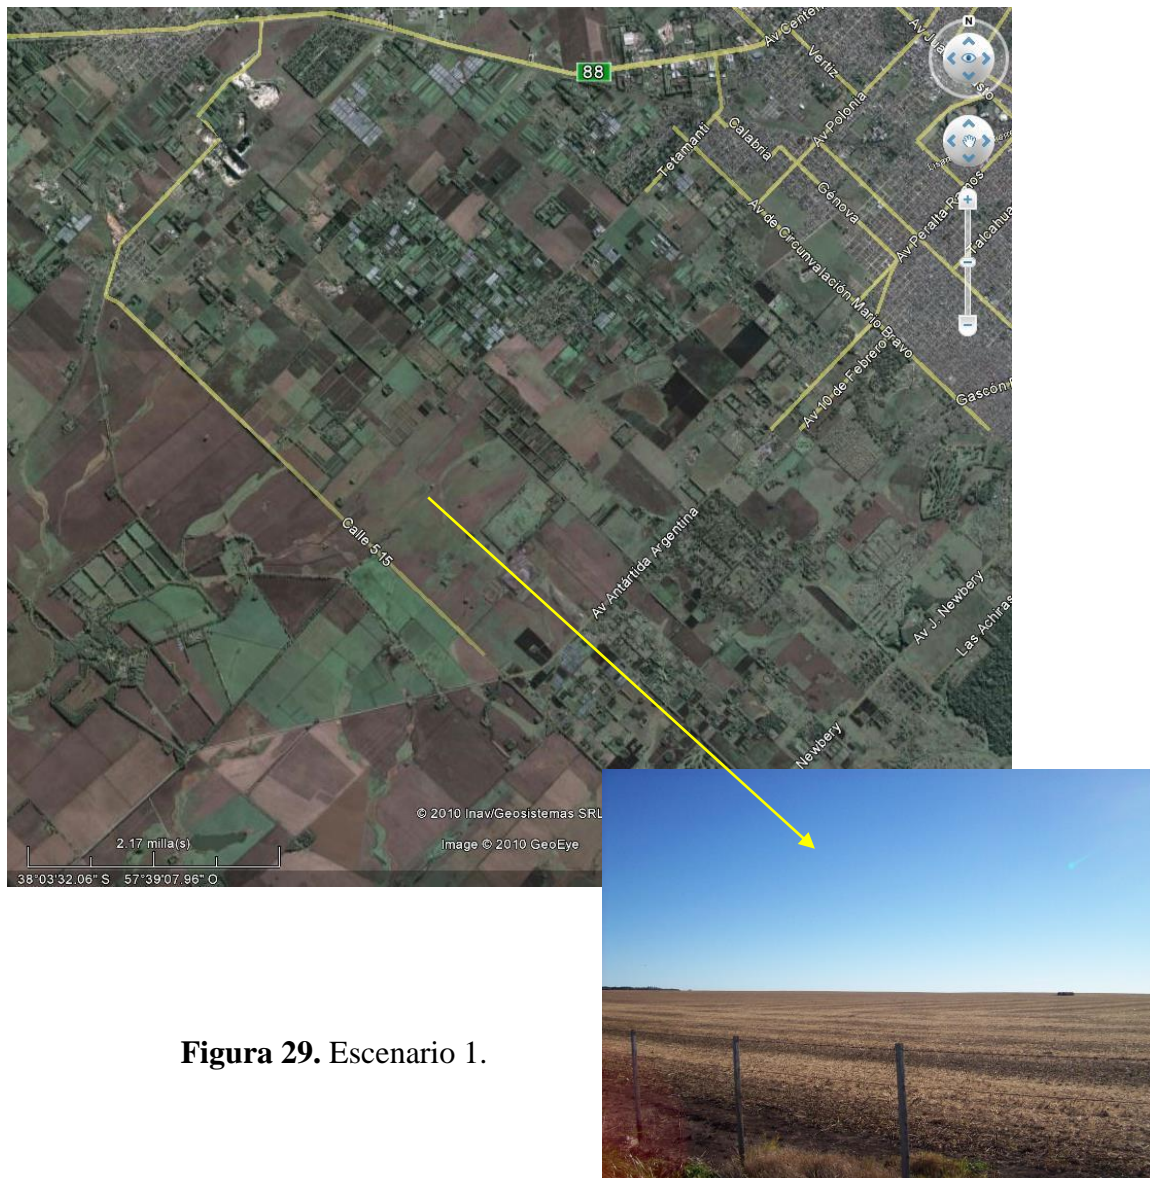 88
N
Av Centen
Vertiz
Av Jua
sto
Av Polonia
Tetamanti
Calabria
Génova
Av Peralta Ramos
Talcahua
Av de Circunvalación Mario Bravo
Av 10 de Febrero
Gascón
Calle 515
Av Antártida Argentina
Av J. Newbery
Las Achiras
Newbery
© 2010 Inav/Geosistemas SRL
2.17 milla(s)
Image © 2010 GeoEye
38°03'32.06" S 57°39'07.96" O
Figura 29. Escenario 1.